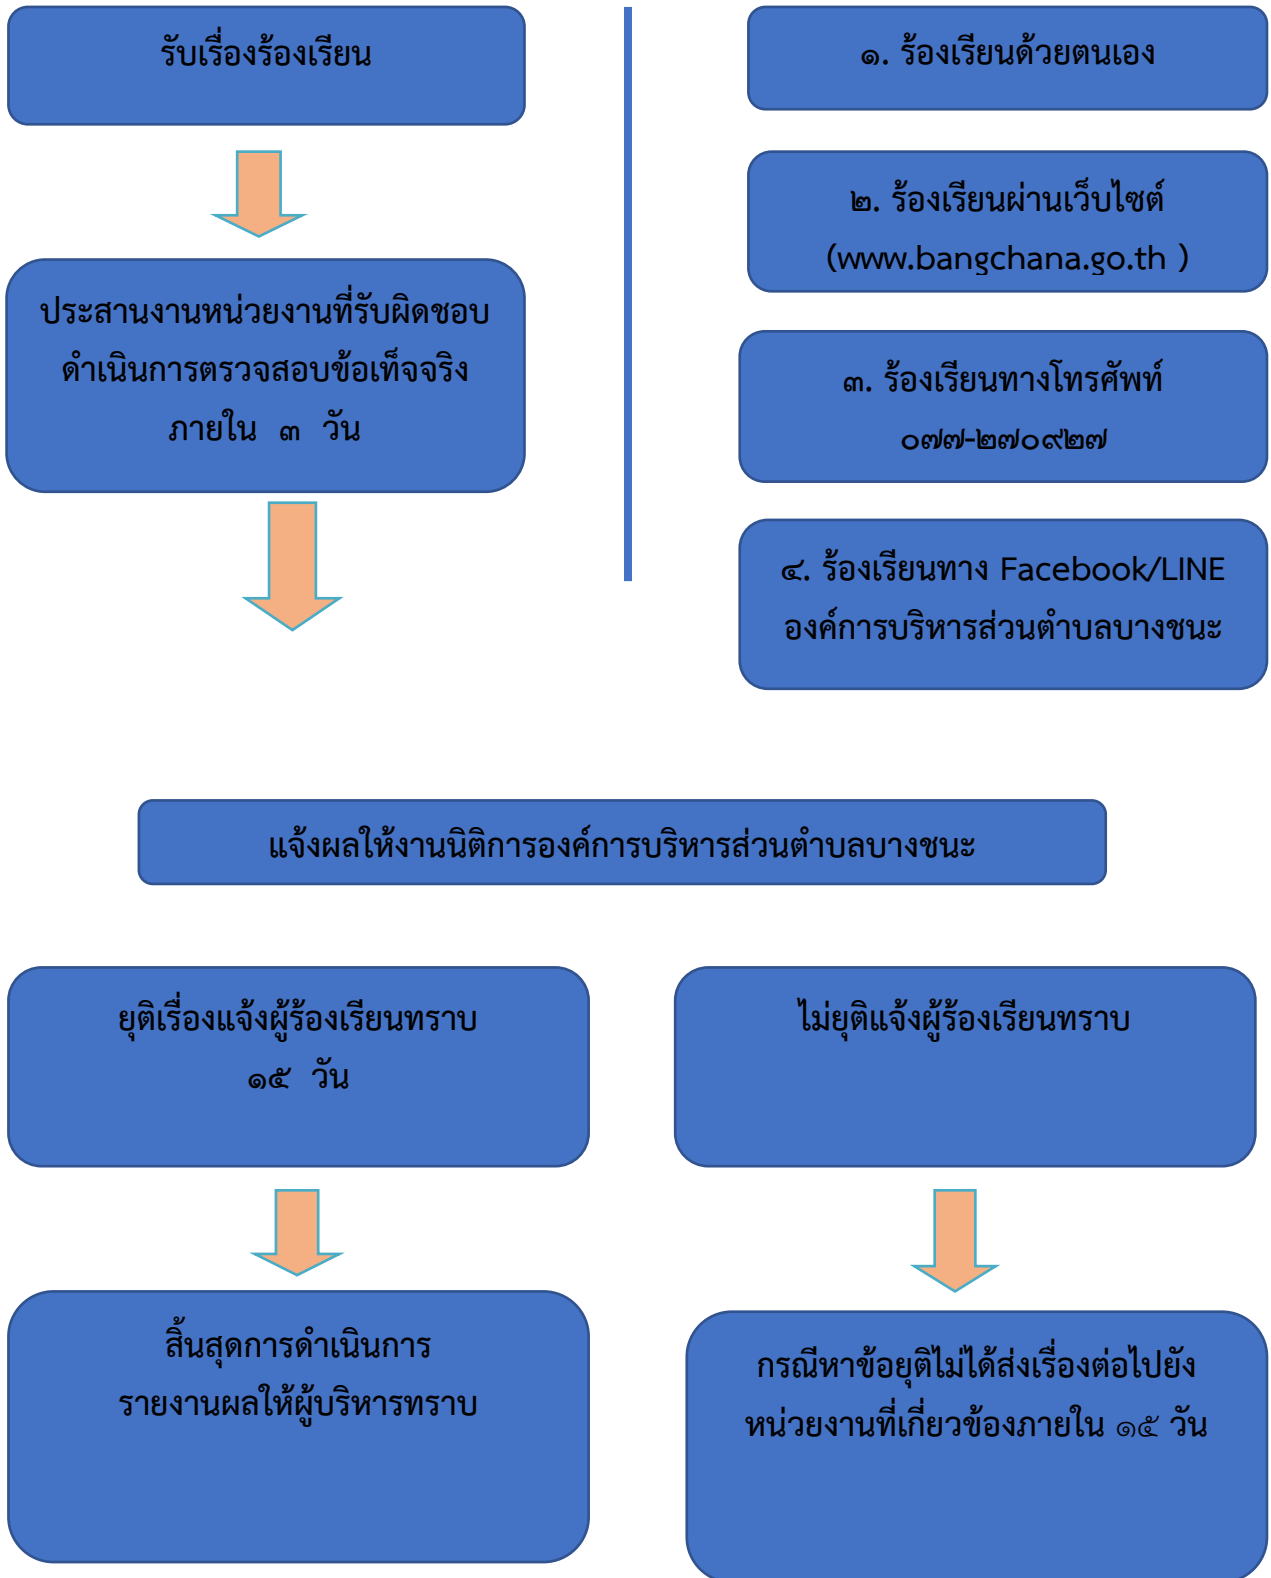 รับเรื่องร้องเรียน
ประสานงานหน่วยงานที่รับผิดชอบ
ดำเนินการตรวจสอบข้อเท็จจริง
ภายใน ๓ วัน
๑. ร้องเรียนด้วยตนเอง
๒. ร้องเรียนผ่านเว็บไซต์
(www.bangchana.go.th )
๓. ร้องเรียนทางโทรศัพท์
๐๗๗-๒๗๐๙๒๗
๔. ร้องเรียนทาง Facebook/LINE
องค์การบริหารส่วนตำบลบางชนะ
แจ้งผลให้งานนิติการองค์การบริหารส่วนตำบลบางชนะ
ยุติเรื่องแจ้งผู้ร้องเรียนทราบ
๑๕ วัน
ไม่ยุติแจ้งผู้ร้องเรียนทราบ
สิ้นสุดการดำเนินการ
รายงานผลให้ผู้บริหารทราบ
กรณีหาข้อยุติไม่ได้ส่งเรื่องต่อไปยัง
หน่วยงานที่เกี่ยวข้องภายใน ๑๕ วัน